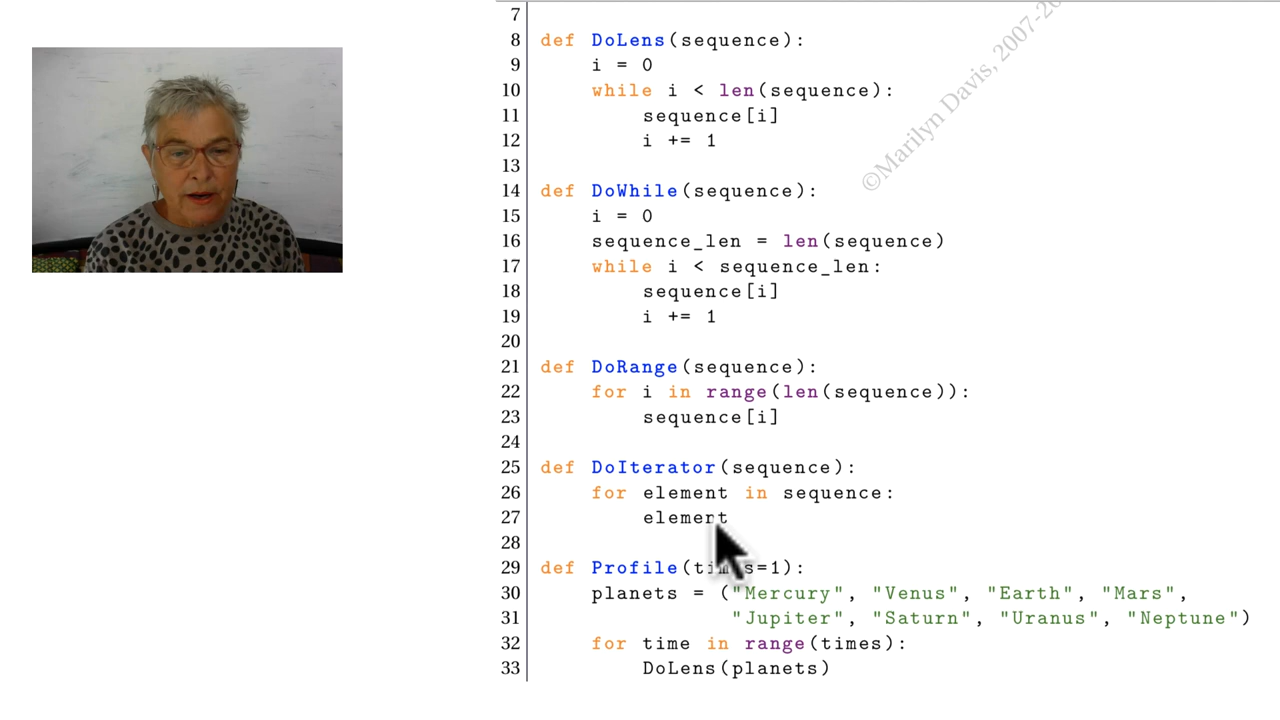 7
8 def DoLens(sequence):
9 i = 0
10 while i < len(sequence):
11 sequence[i]
12 i += 1
13
14 def DoWhile(sequence):
15 i = 0
16 sequence_len = len(sequence)
17 while i < sequence_len:
18 sequence[i]
19 i += 1
20
21 def DoRange(sequence):
22 for i in range(len(sequence)):
23 sequence[i]
24
25 def DoIterator(sequence):
26 for element in sequence:
27 element
28
29 def Profile(times=1):
30 planets = ("Mercury", "Venus", "Earth", "Mars",
31 "Jupiter", "Saturn", "Uranus", "Neptune")
32 for time in range(times):
33 DoLens(planets)
©Marilyn Davis,